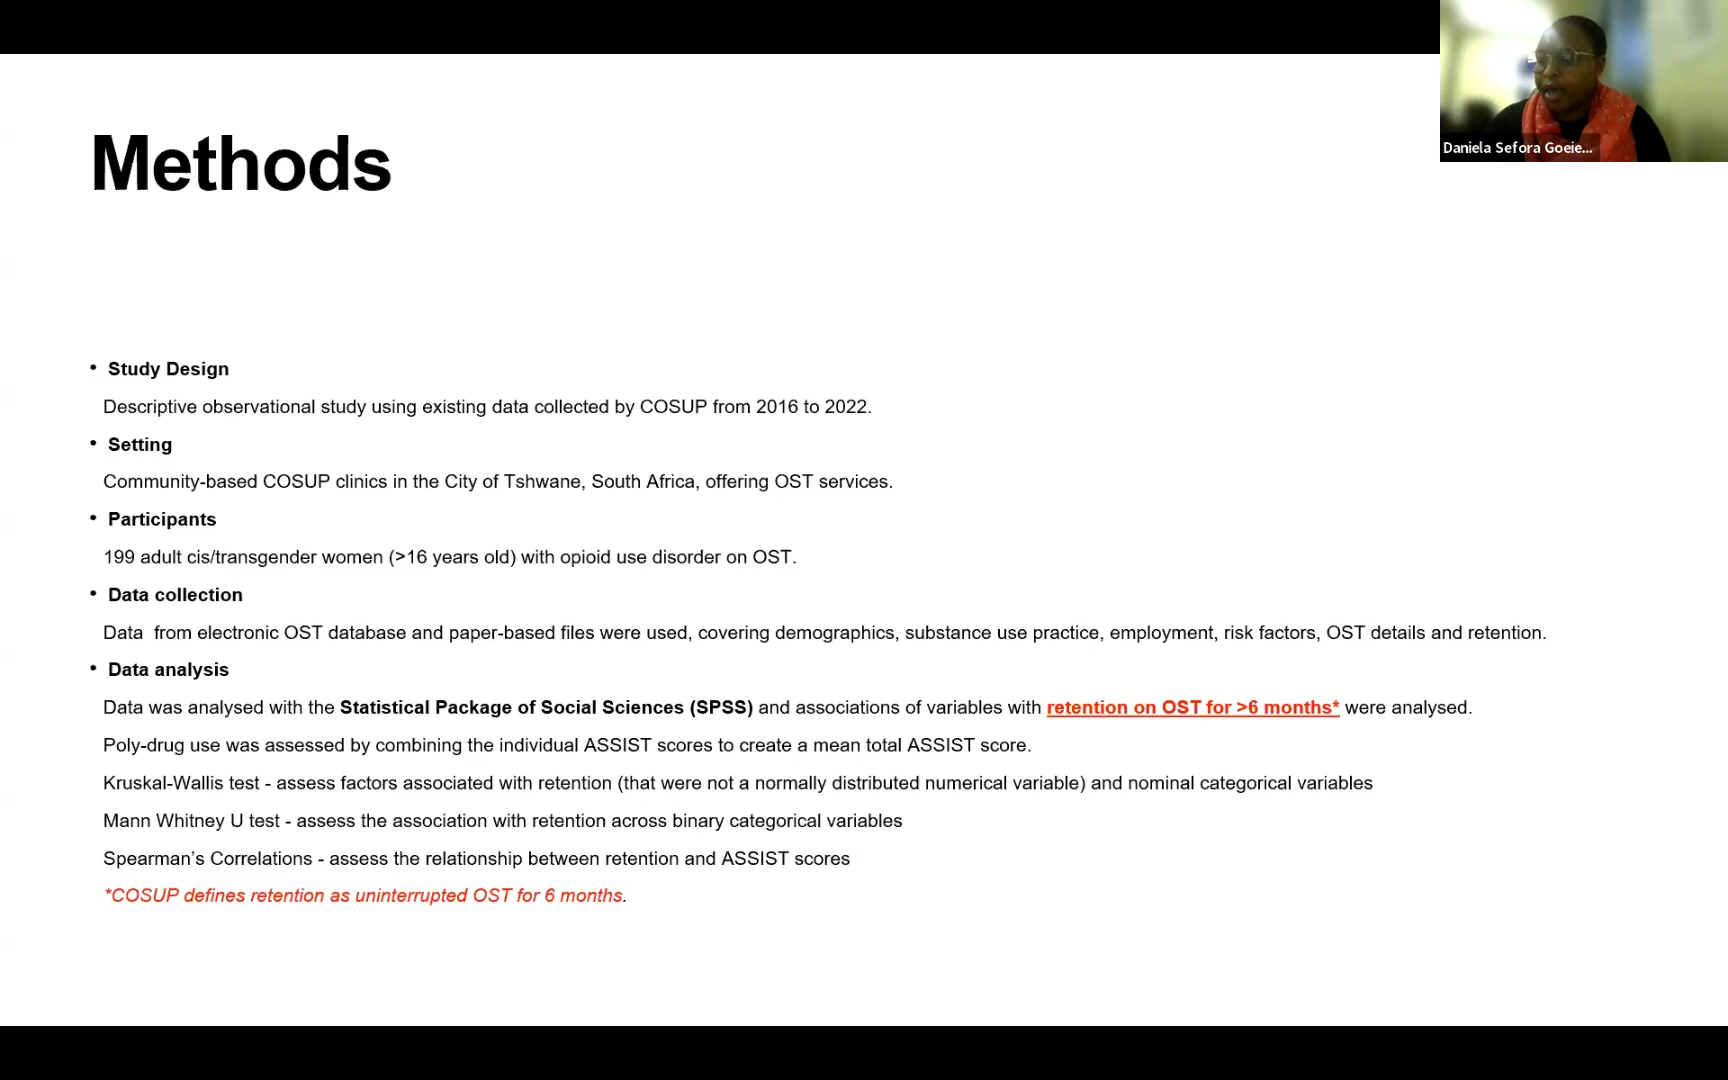 Daniela Sefora Goeie...
Methods
• Study Design
Descriptive observational study using existing data collected by COSUP from 2016 to 2022.
• Setting
Community-based COSUP clinics in the City of Tshwane, South Africa, offering OST services.
• Participants
199 adult cis/transgender women (>16 years old) with opioid use disorder on OST.
• Data collection
Data from electronic OST database and paper-based files were used, covering demographics, substance use practice, employment, risk factors, OST details and retention.
• Data analysis
Data was analysed with the Statistical Package of Social Sciences (SPSS) and associations of variables with retention on OST for >6 months* were analysed.
Poly-drug use was assessed by combining the individual ASSIST scores to create a mean total ASSIST score.
Kruskal-Wallis test - assess factors associated with retention (that were not a normally distributed numerical variable) and nominal categorical variables
Mann Whitney U test - assess the association with retention across binary categorical variables
Spearman’s Correlations - assess the relationship between retention and ASSIST scores
*COSUP defines retention as uninterrupted OST for 6 months.